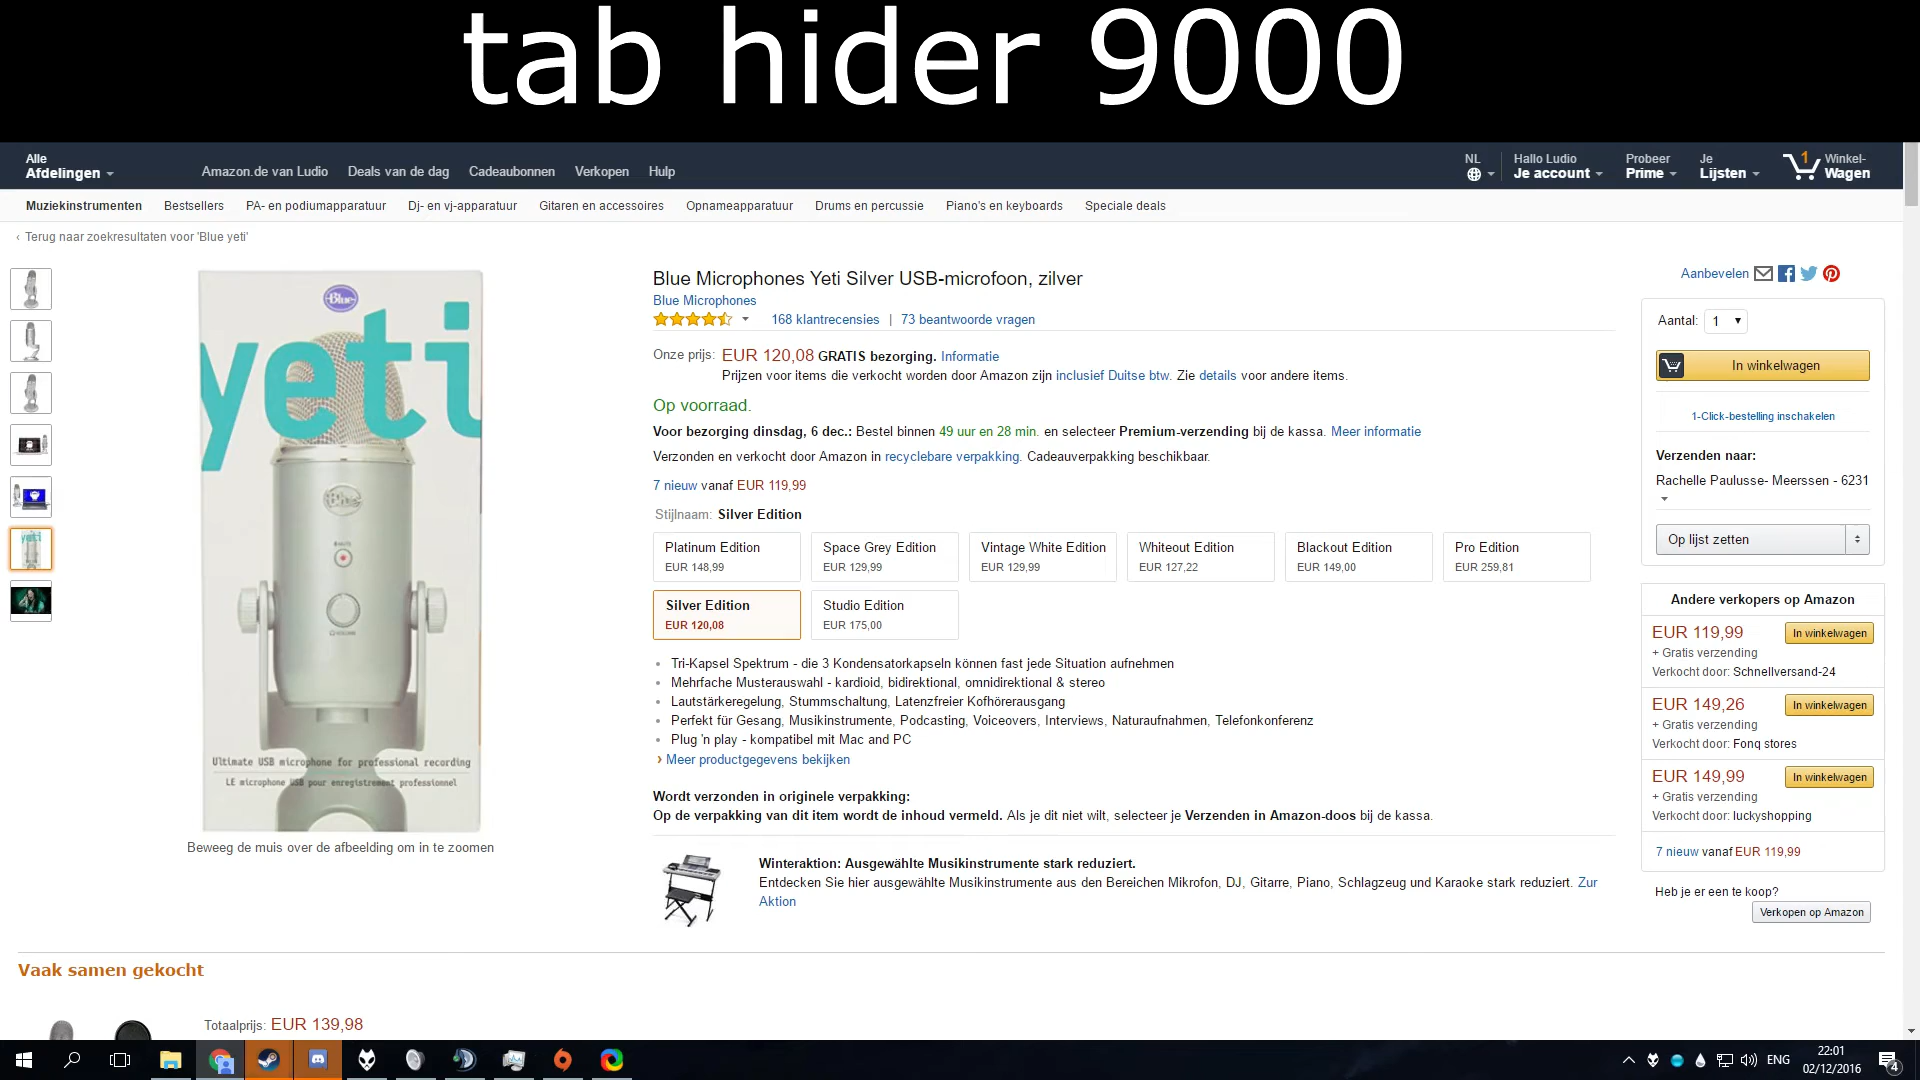 tab hider 9000
Alle
Afdelingen
Amazon.de van Ludio
Deals van de dag
Cadeaubonnen
Verkopen
Hulp
NL
Hallo Ludio
Je account
Probeer
Prime
Je
Lijsten
1
Winkel-
Wagen
Muziekinstrumenten
Bestsellers
PA- en podiumapparatuur
Dj- en vj-apparatuur
Gitaren en accessoires
Opnameapparatuur
Drums en percussie
Piano's en keyboards
Speciale deals
‹ Terug naar zoekresultaten voor 'Blue yeti'
Blue
yeti
Blue
MUTE
VOLUME
Ultimate USB microphone for professional recording
LE microphone USB pour enregistrement professionnel
Beweeg de muis over de afbeelding om in te zoomen
Blue Microphones Yeti Silver USB-microfoon, zilver
Blue Microphones
168 klantrecensies | 73 beantwoorde vragen
Onze prijs: EUR 120,08 GRATIS bezorging. Informatie
Prijzen voor items die verkocht worden door Amazon zijn inclusief Duitse btw. Zie details voor andere items.
Op voorraad.
Voor bezorging dinsdag, 6 dec.: Bestel binnen 49 uur en 28 min. en selecteer Premium-verzending bij de kassa. Meer informatie
Verzonden en verkocht door Amazon in recyclebare verpakking. Cadeauverpakking beschikbaar.
7 nieuw vanaf EUR 119,99
Stijlnaam: Silver Edition
Platinum Edition
EUR 148,99
Space Grey Edition
EUR 129,99
Vintage White Edition
EUR 129,99
Whiteout Edition
EUR 127,22
Blackout Edition
EUR 149,00
Pro Edition
EUR 259,81
Silver Edition
EUR 120,08
Studio Edition
EUR 175,00
• Tri-Kapsel Spektrum - die 3 Kondensatorkapseln können fast jede Situation aufnehmen
• Mehrfache Musterauswahl - kardioid, bidirektional, omnidirektional & stereo
• Lautstärkeregelung, Stummschaltung, Latenzfreier Kofhörerausgang
• Perfekt für Gesang, Musikinstrumente, Podcasting, Voiceovers, Interviews, Naturaufnahmen, Telefonkonferenz
• Plug 'n play - kompatibel mit Mac and PC
› Meer productgegevens bekijken
Wordt verzonden in originele verpakking:
Op de verpakking van dit item wordt de inhoud vermeld. Als je dit niet wilt, selecteer je Verzenden in Amazon-doos bij de kassa.
Winteraktion: Ausgewählte Musikinstrumente stark reduziert.
Entdecken Sie hier ausgewählte Musikinstrumente aus den Bereichen Mikrofon, DJ, Gitarre, Piano, Schlagzeug und Karaoke stark reduziert. Zur
Aktion
Aanbevelen
Aantal: 1
In winkelwagen
1-Click-bestelling inschakelen
Verzenden naar:
Rachelle Paulusse- Meerssen - 6231
Op lijst zetten
Andere verkopers op Amazon
EUR 119,99
In winkelwagen
+ Gratis verzending
Verkocht door: Schnellversand-24
EUR 149,26
In winkelwagen
+ Gratis verzending
Verkocht door: Fonq stores
EUR 149,99
In winkelwagen
+ Gratis verzending
Verkocht door: luckyshopping
7 nieuw vanaf EUR 119,99
Heb je er een te koop?
Verkopen op Amazon
Vaak samen gekocht
Totaalprijs: EUR 139,98
ENG
22:01
02/12/2016
4